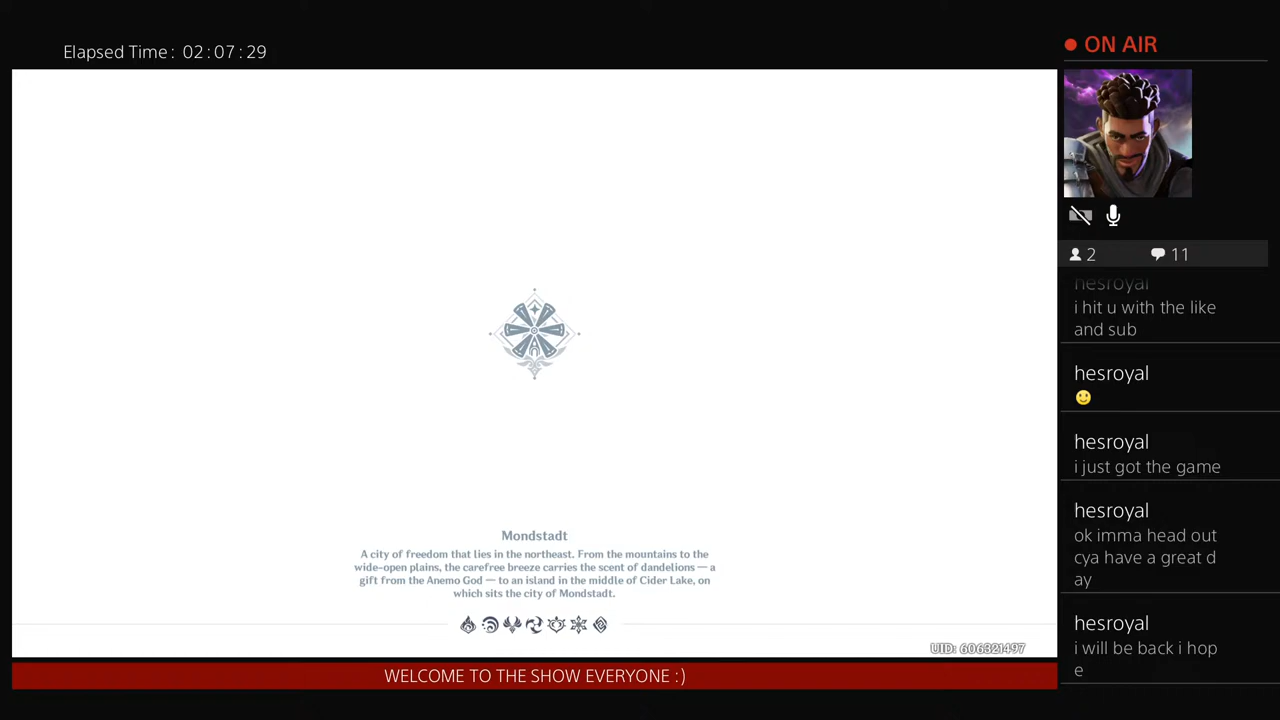 Elapsed Time: 02:07:29
ON AIR
2
11
hesroyal
i hit u with the like
and sub
hesroyal
hesroyal
i just got the game
hesroyal
ok imma head out
cya have a great d
ay
hesroyal
i will be back i hop
e
Mondstadt
A city of freedom that lies in the northeast. From the mountains to the
wide-open plains, the carefree breeze carries the scent of dandelions — a
gift from the Anemo God — to an island in the middle of Cider Lake, on
which sits the city of Mondstadt.
UID: 606321497
WELCOME TO THE SHOW EVERYONE :)